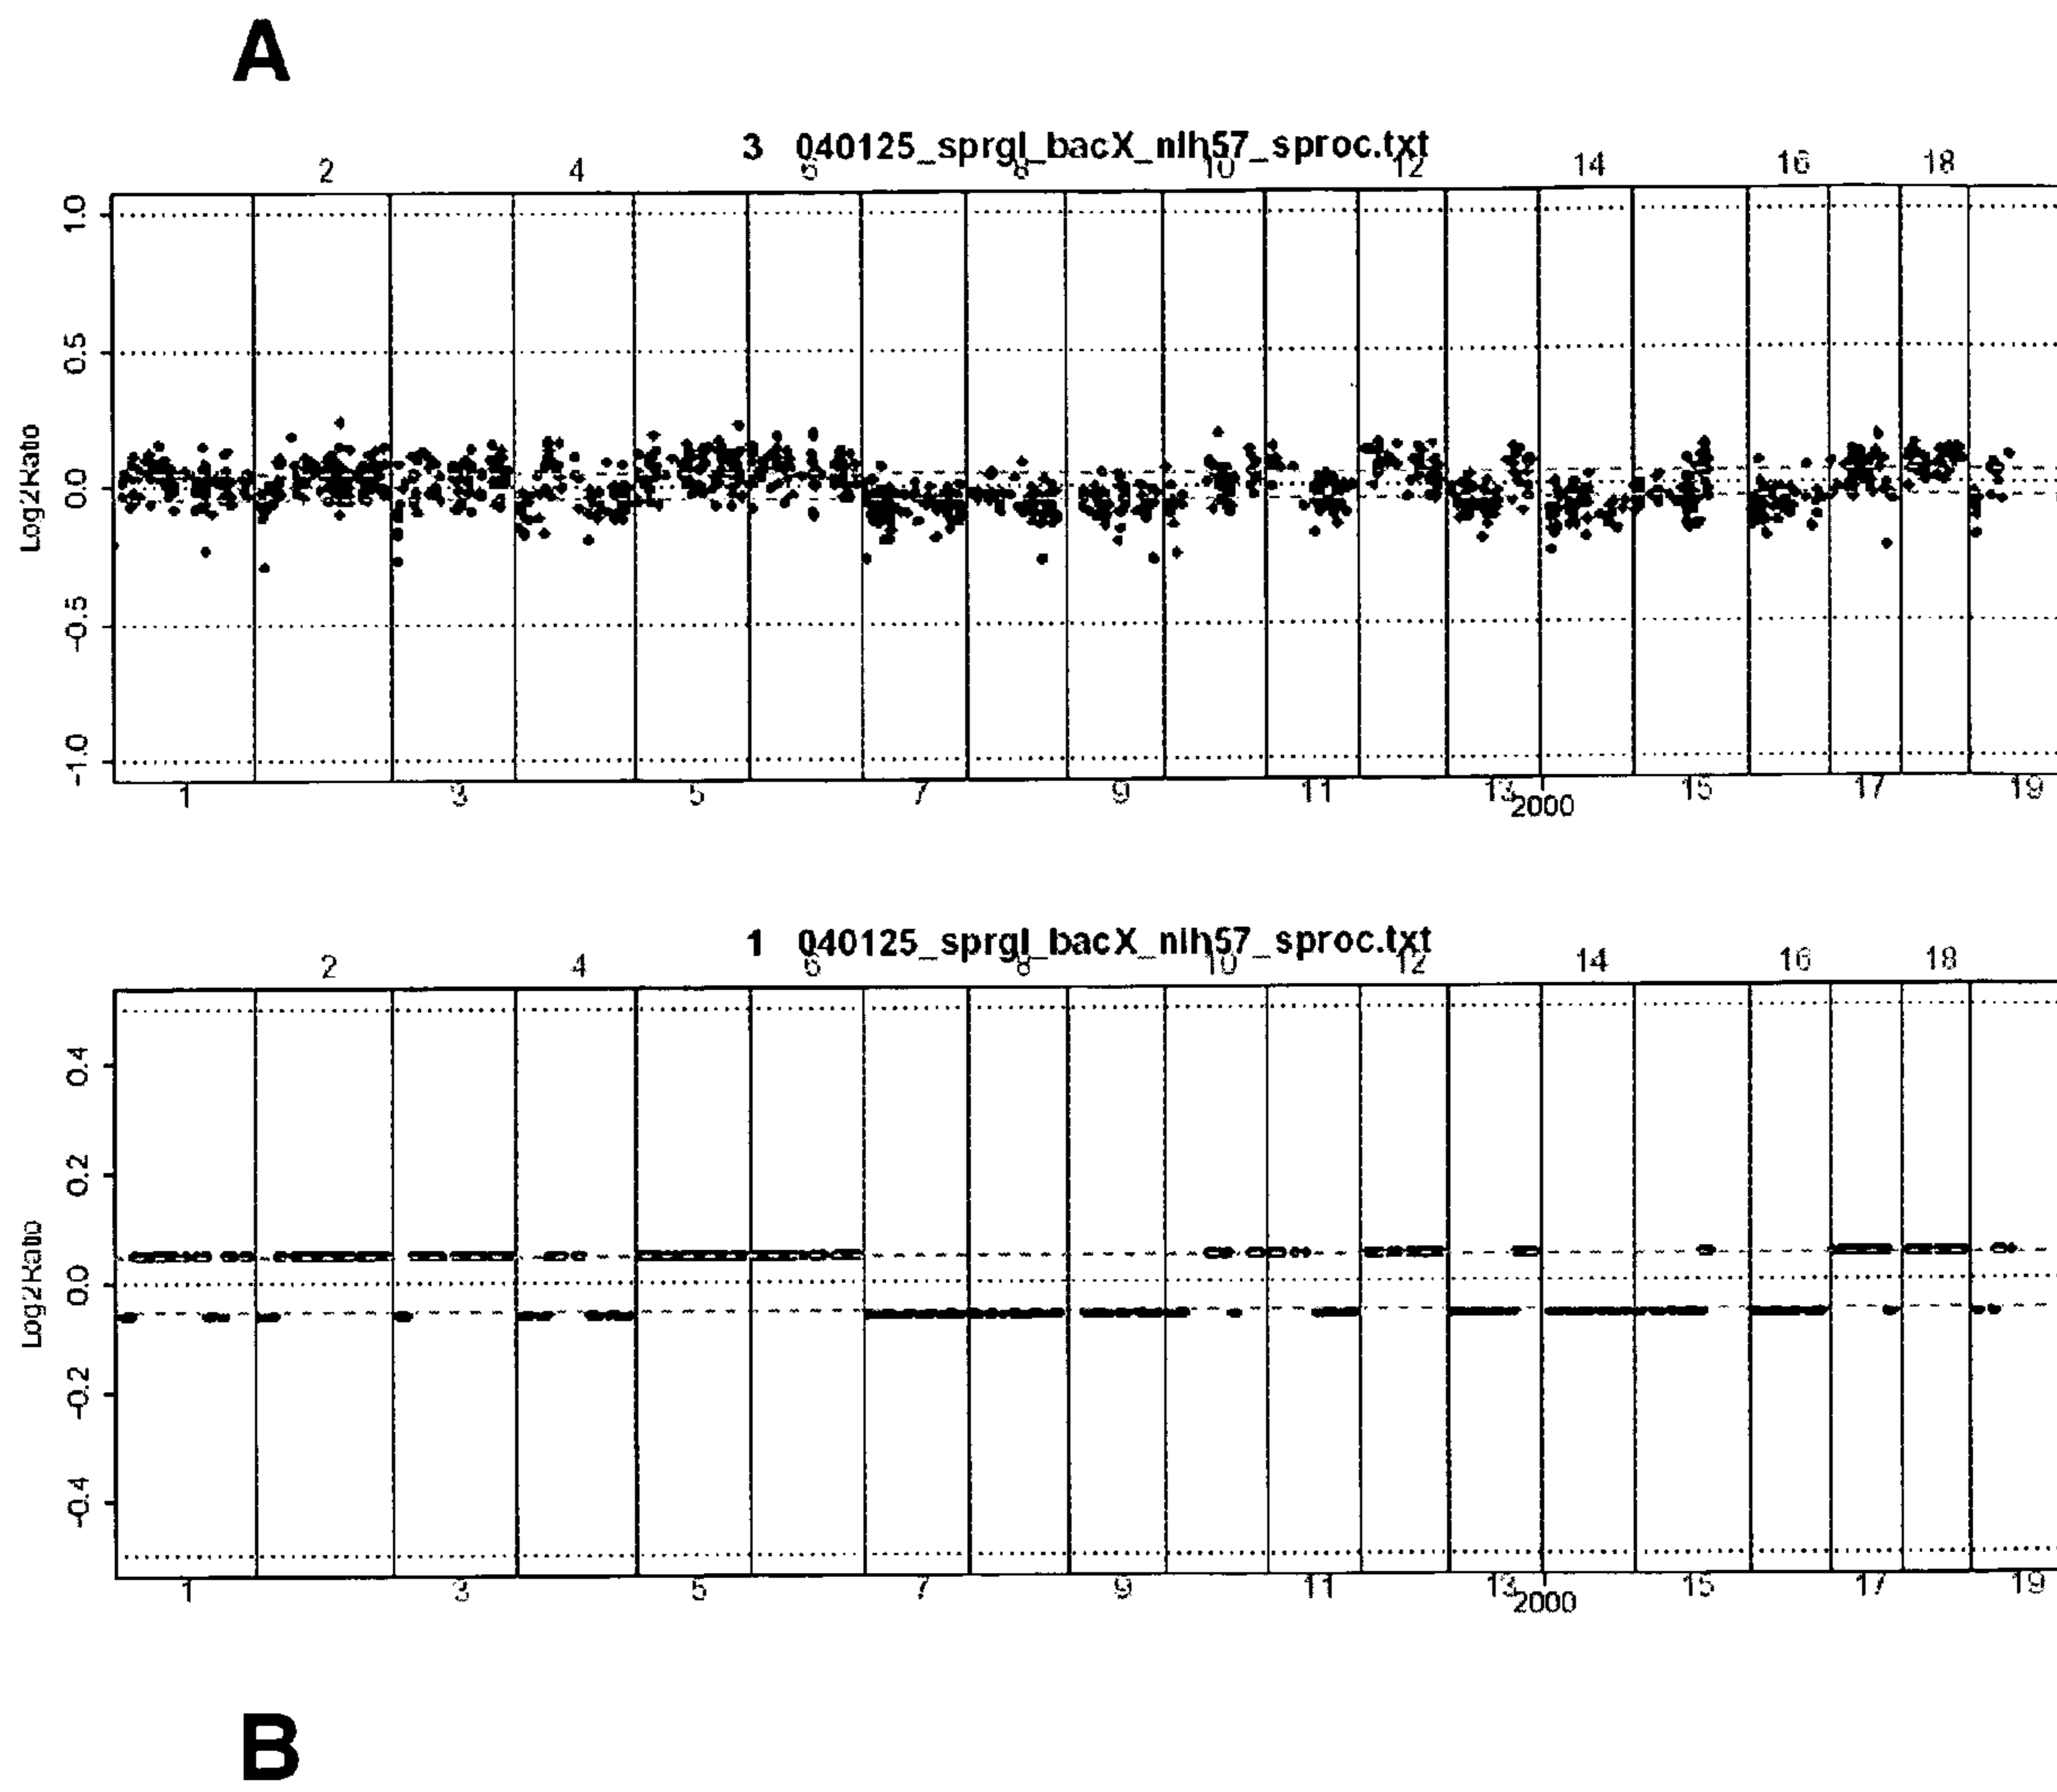 A
3 040125_sprgl_bacX_nih57_sproc.txt
2 4 6 8 10 12 14 16 18
1.0
0.5
0.0
-0.5
-1.0
Log2Ratio
1 3 5 7 9 11 13 15 17 19
2000
1 040125_sprgl_bacX_nih57_sproc.txt
2 4 6 8 10 12 14 16 18
0.4
0.2
0.0
-0.2
-0.4
Log2Ratio
1 3 5 7 9 11 13 15 17 19
2000
B